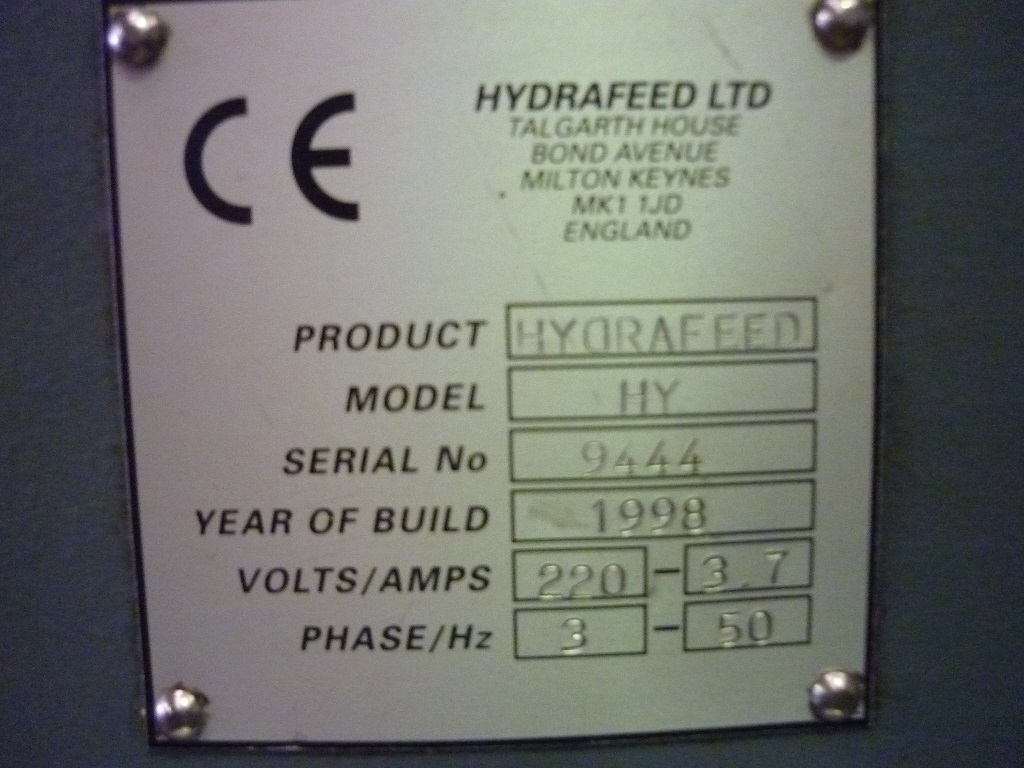 CE
HYDRAFEED LTD
TALGARTH HOUSE
BOND AVENUE
MILTON KEYNES
MK1 1JD
ENGLAND
PRODUCT HYDRAFEED
MODEL HY
SERIAL No 9444
YEAR OF BUILD 1998
VOLTS/AMPS 220 - 3.7
PHASE/Hz 3 - 50